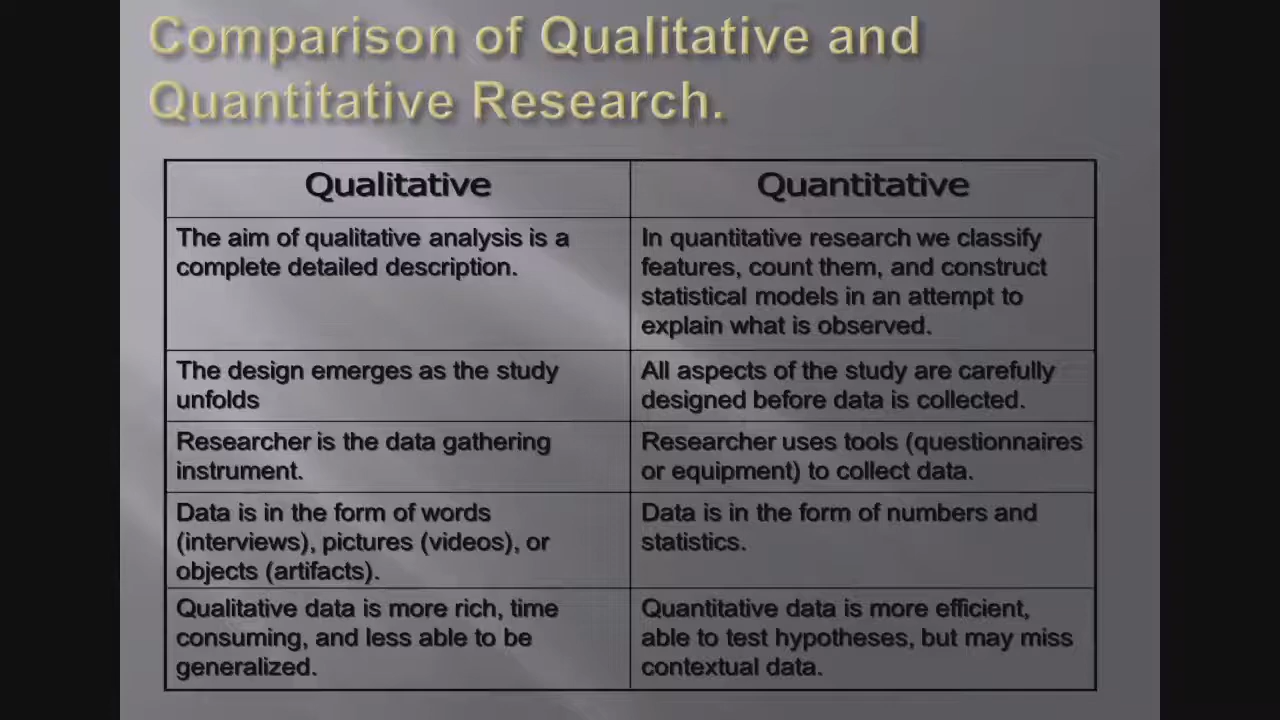 Comparison of Qualitative and
Quantitative Research.
Qualitative
Quantitative
The aim of qualitative analysis is a
complete detailed description.
In quantitative research we classify
features, count them, and construct
statistical models in an attempt to
explain what is observed.
The design emerges as the study
unfolds
All aspects of the study are carefully
designed before data is collected.
Researcher is the data gathering
instrument.
Researcher uses tools (questionnaires
or equipment) to collect data.
Data is in the form of words
(interviews), pictures (videos), or
objects (artifacts).
Data is in the form of numbers and
statistics.
Qualitative data is more rich, time
consuming, and less able to be
generalized.
Quantitative data is more efficient,
able to test hypotheses, but may miss
contextual data.